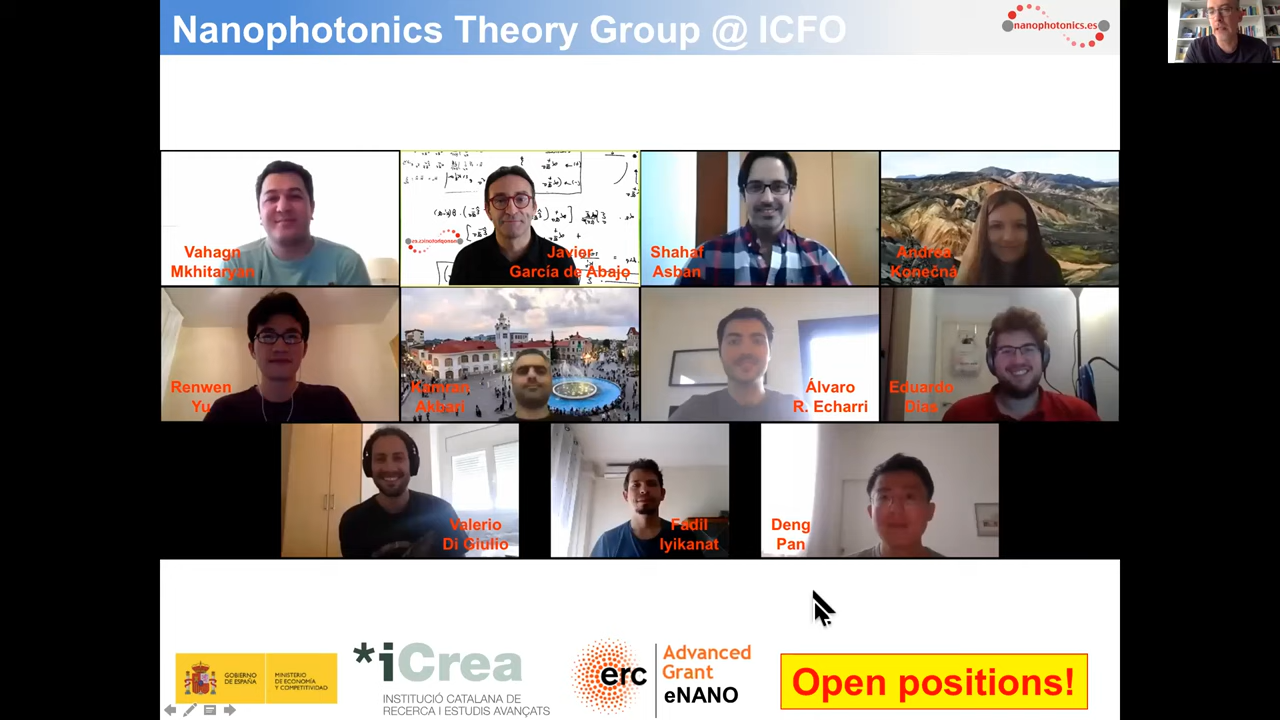 Nanophotonics Theory Group @ ICFO
nanophotonics.es
Vahagn
Mkhitaryan
Javier
García de Abajo
Shahaf
Asban
Andrea
Konečná
Renwen
Yu
Kamran
Akbari
Álvaro
R. Echarri
Eduardo
Dias
Valerio
Di Giulio
Fadil
Iyikanat
Deng
Pan
GOBIERNO
DE ESPAÑA
MINISTERIO
DE ECONOMÍA
Y COMPETITIVIDAD
*iCrea
INSTITUCIÓ CATALANA DE
RECERCA I ESTUDIS AVANÇATS
erc
Advanced
Grant
eNANO
Open positions!